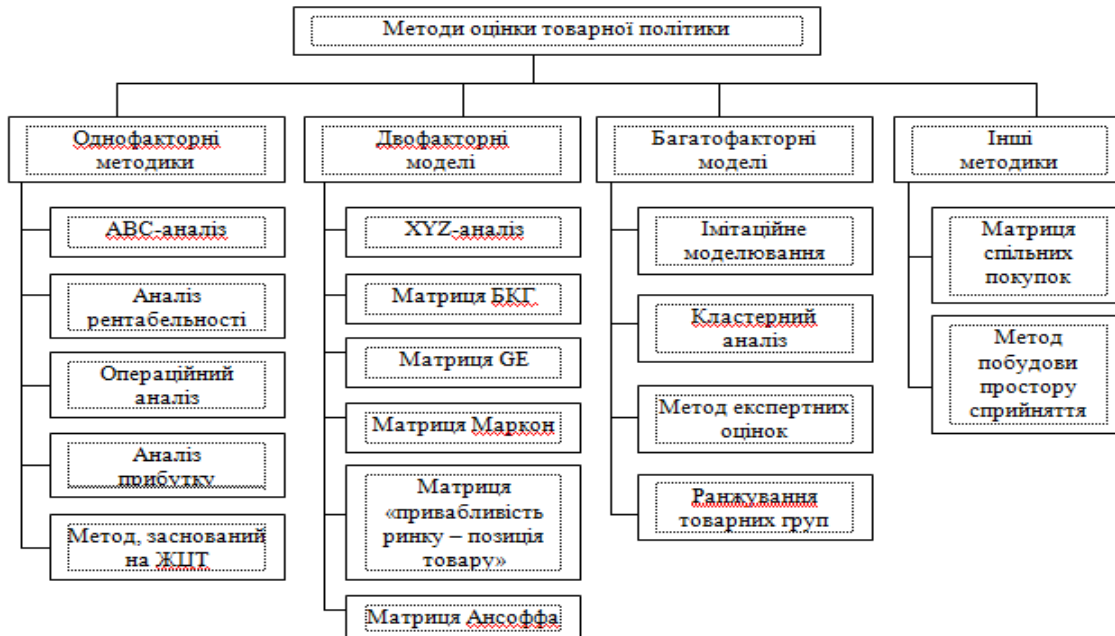 Методи оцінки товарної політики
Однофакторні
методики
АВС-аналіз
Аналіз
рентабельності
Операційний
аналіз
Аналіз
прибутку
Метод, заснований
на ЖЦТ
Двофакторні
моделі
XYZ-аналіз
Матриця БКГ
Матриця GE
Матриця Маркон
Матриця
«привабливість
ринку – позиція
товару»
Матриця Ансоффа
Багатофакторні
моделі
Імітаційне
моделювання
Кластерний
аналіз
Метод експертних
оцінок
Ранжування
товарних груп
Інші
методики
Матриця
спільних
покупок
Метод
побудови
простору
сприйняття